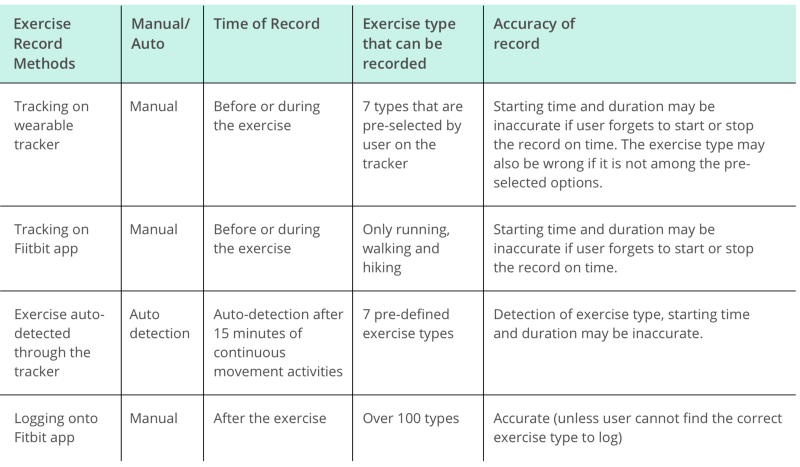 Exercise Record Methods
Manual/ Auto
Time of Record
Exercise type that can be recorded
Accuracy of record
Tracking on wearable tracker
Manual
Before or during the exercise
7 types that are pre-selected by user on the tracker
Starting time and duration may be inaccurate if user forgets to start or stop the record on time. The exercise type may also be wrong if it is not among the pre-selected options.
Tracking on Fiitbit app
Manual
Before or during the exercise
Only running, walking and hiking
Starting time and duration may be inaccurate if user forgets to start or stop the record on time.
Exercise auto-detected through the tracker
Auto detection
Auto-detection after 15 minutes of continuous movement activities
7 pre-defined exercise types
Detection of exercise type, starting time and duration may be inaccurate.
Logging onto Fitbit app
Manual
After the exercise
Over 100 types
Accurate (unless user cannot find the correct exercise type to log)